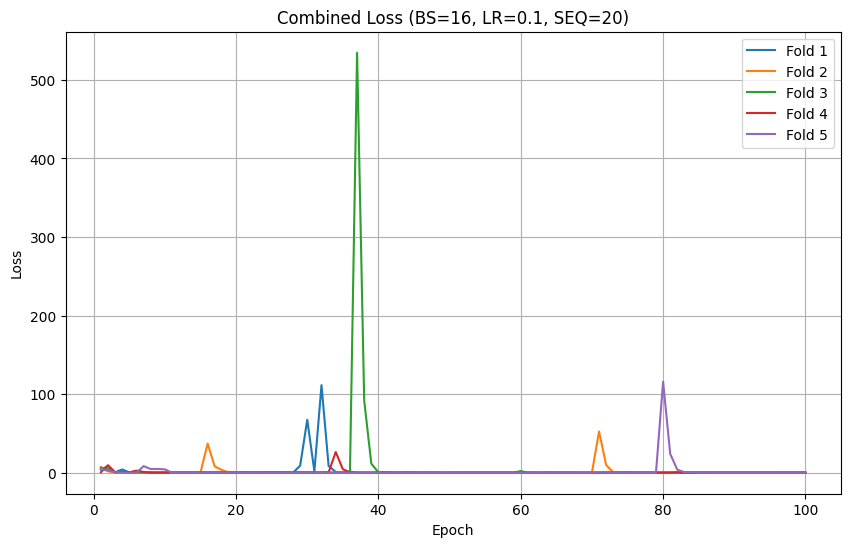 Combined Loss (BS=16, LR=0.1, SEQ=20)
Fold 1
Fold 2
Fold 3
Fold 4
Fold 5
Loss
500
400
300
200
100
0
0 20 40 60 80 100
Epoch